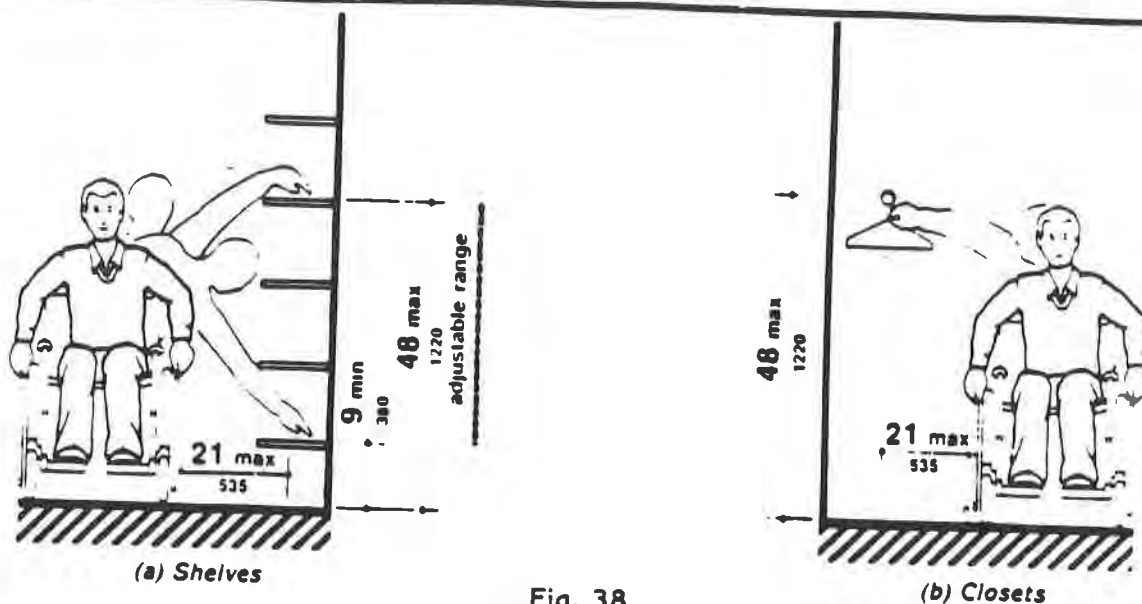 48 max
1220
adjustable range
9 min
380
21 max
535
(a) Shelves
48 max
1220
21 max
535
(b) Closets
Fig. 38